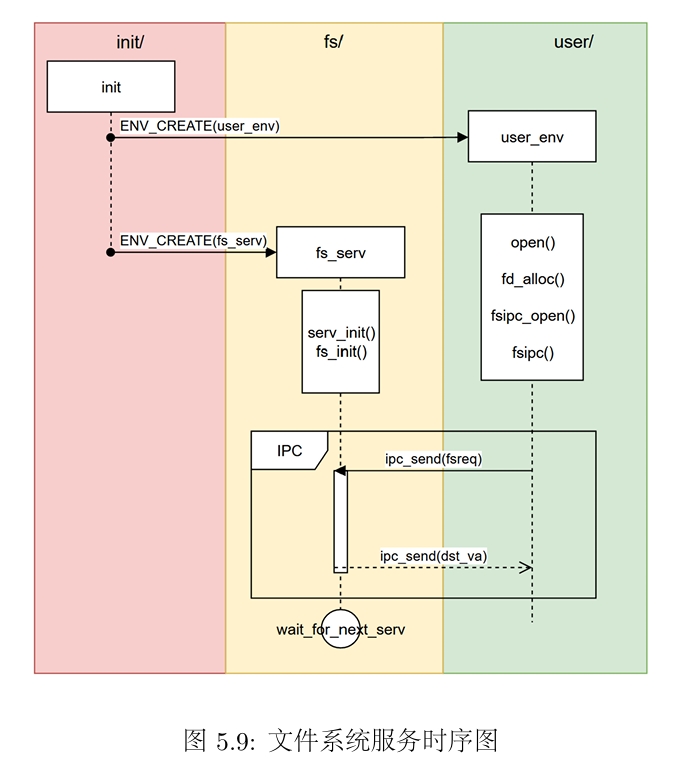 init/
fs/
user/
init
ENV_CREATE(user_env)
user_env
ENV_CREATE(fs_serv)
fs_serv
open()
fd_alloc()
fsipc_open()
fsipc()
serv_init()
fs_init()
IPC
ipc_send(fsreq)
ipc_send(dst_va)
wait_for_next_serv
图 5.9: 文件系统服务时序图